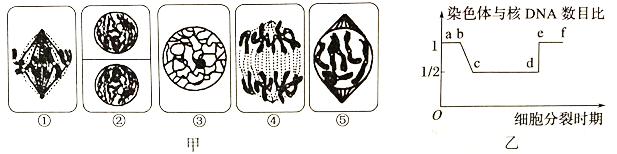 ① ② ③ ④ ⑤
甲
染色体与核DNA数目比
1
1/2
a b c d e f
O
细胞分裂时期
乙